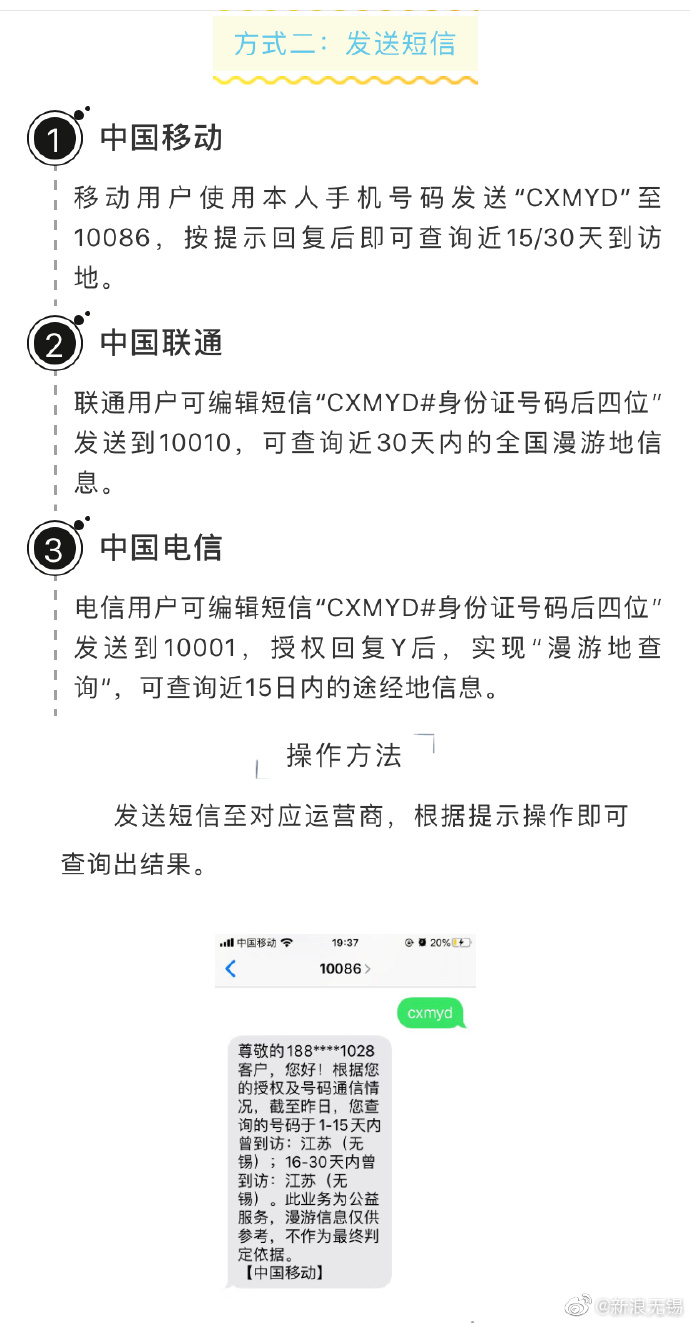 方式二：发送短信
1 中国移动
移动用户使用本人手机号码发送“CXMYD”至
10086，按提示回复后即可查询近15/30天到访
地。
2 中国联通
联通用户可编辑短信“CXMYD#身份证号码后四位”
发送到10010，可查询近30天内的全国漫游地信
息。
3 中国电信
电信用户可编辑短信“CXMYD#身份证号码后四位”
发送到10001，授权回复Y后，实现“漫游地查
询“，可查询近15日内的途经地信息。
操作方法
发送短信至对应运营商，根据提示操作即可
查询出结果。
中国移动 19:37 20%
10086
cxmyd
尊敬的188****1028
客户，您好！根据您
的授权及号码通信情
况，截至昨日，您查
询的号码于1-15天内
曾到访：江苏（无
锡）；16-30天内曾
到访：江苏（无
锡）。此业务为公益
服务，漫游信息仅供
参考，不作为最终判
定依据。
【中国移动】
@新浪无锡